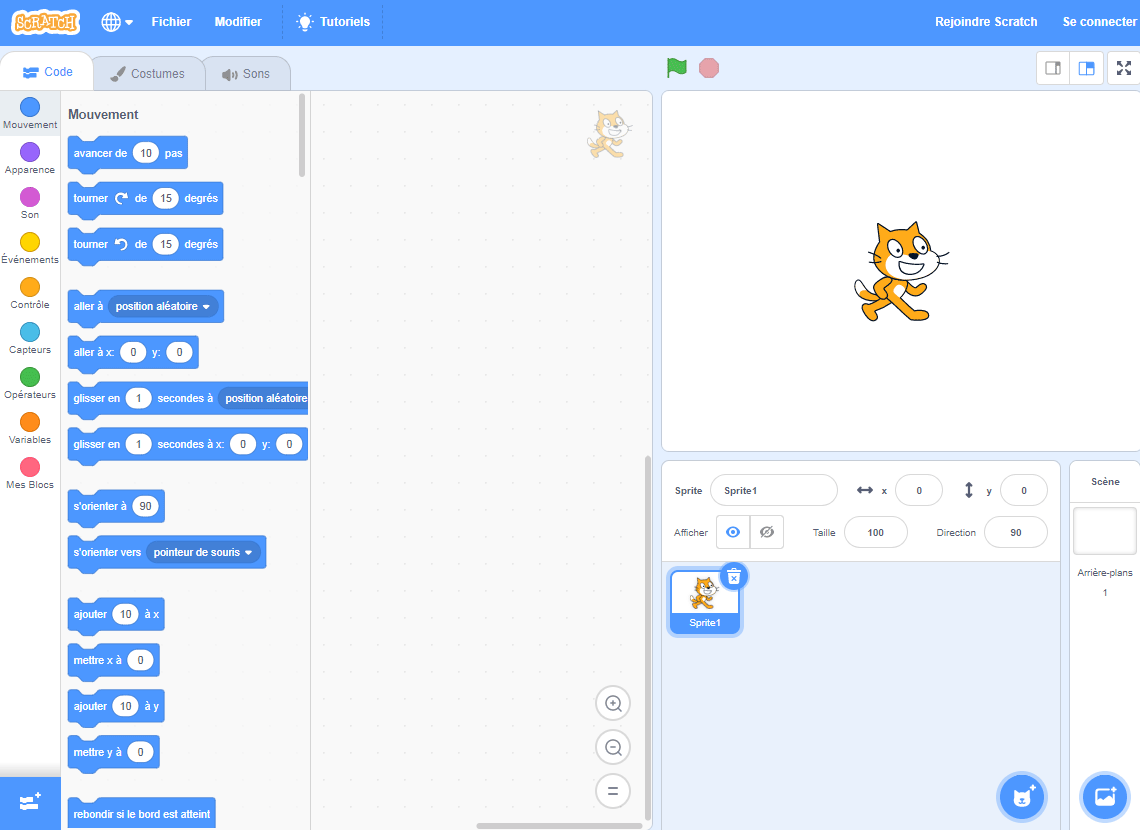 SCRATCH Fichier Modifier Tutoriels Rejoindre Scratch Se connecter
Code Costumes Sons
Mouvement
Apparence
Son
Événements
Contrôle
Capteurs
Opérateurs
Variables
Mes Blocs
Mouvement
avancer de 10 pas
tourner de 15 degrés
tourner de 15 degrés
aller à position aléatoire
aller à x: 0 y: 0
glisser en 1 secondes à position aléatoire
glisser en 1 secondes à x: 0 y: 0
s'orienter à 90
s'orienter vers pointeur de souris
ajouter 10 à x
mettre x à 0
ajouter 10 à y
mettre y à 0
rebondir si le bord est atteint
Sprite Sprite1 x 0 y 0
Afficher Taille 100 Direction 90
Sprite1
Scène
Arrière-plans
1